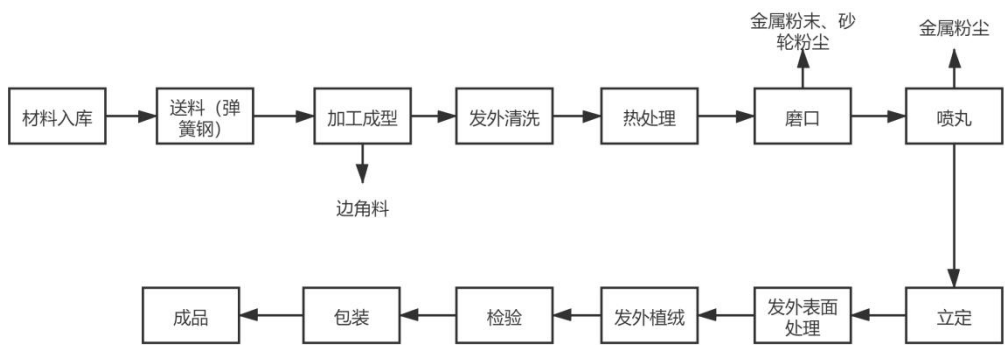 金属粉末、砂
轮粉尘
金属粉尘
材料入库
送料（弹
簧钢）
加工成型
发外清洗
热处理
磨口
喷丸
边角料
成品
包装
检验
发外植绒
发外表面
处理
立定